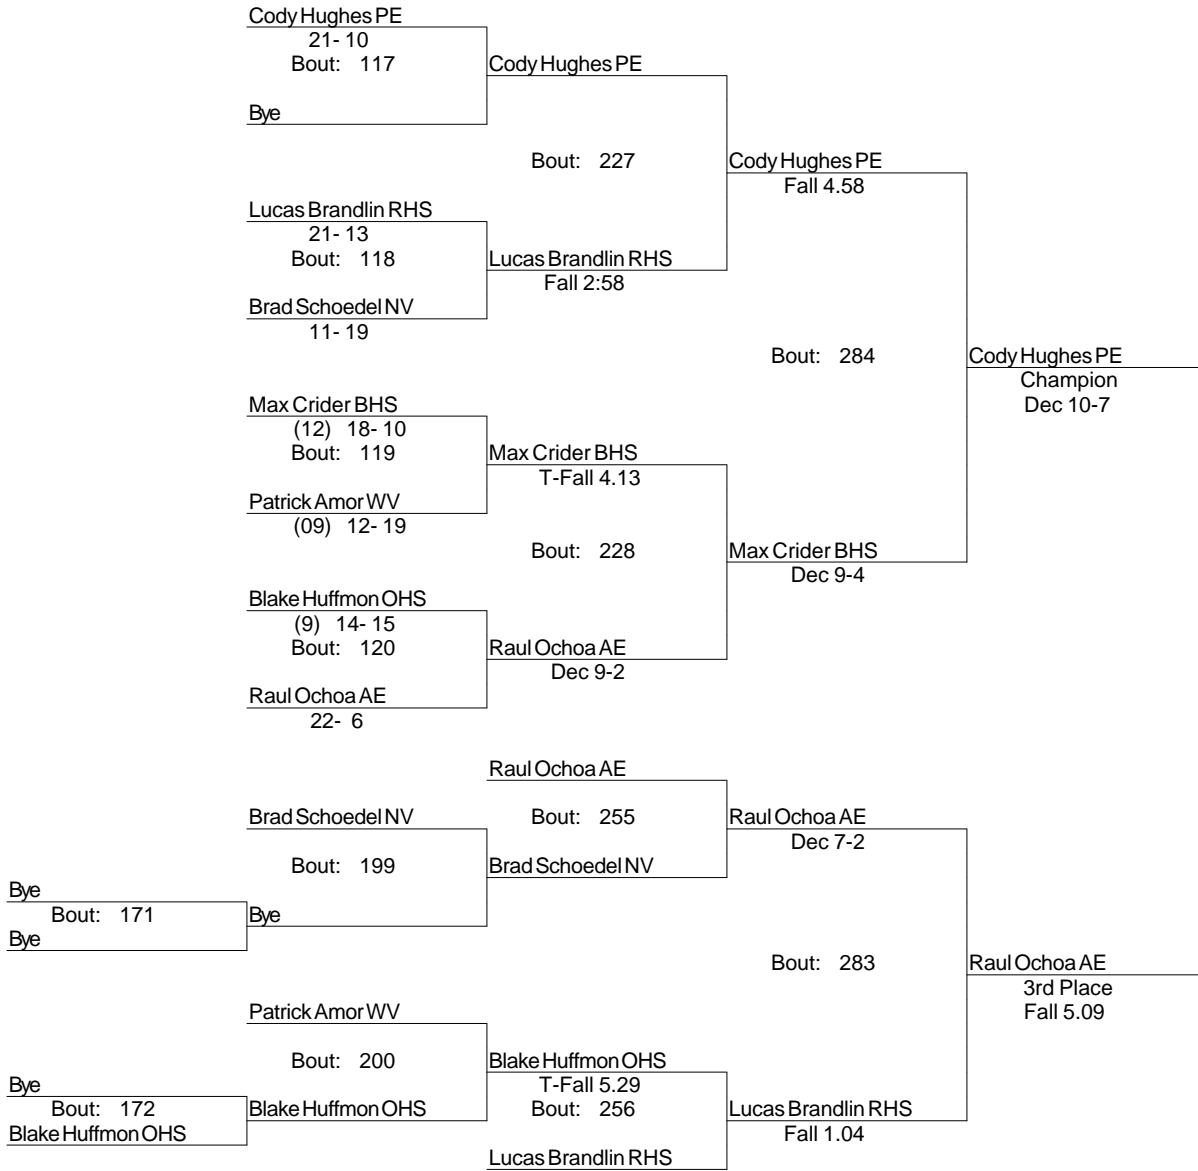 Cody Hughes PE
21- 10
Bout: 117
Cody Hughes PE
Bye
Bout: 227
Cody Hughes PE
Fall 4.58
Lucas Brandlin RHS
21- 13
Bout: 118
Lucas Brandlin RHS
Fall 2:58
Brad Schoedel NV
11- 19
Bout: 284
Cody Hughes PE
Champion
Dec 10-7
Max Crider BHS
(12) 18- 10
Bout: 119
Max Crider BHS
T-Fall 4.13
Patrick Amor WV
(09) 12- 19
Bout: 228
Max Crider BHS
Dec 9-4
Blake Huffmon OHS
(9) 14- 15
Bout: 120
Raul Ochoa AE
Dec 9-2
Raul Ochoa AE
22- 6
Raul Ochoa AE
Brad Schoedel NV
Bout: 255
Raul Ochoa AE
Dec 7-2
Bout: 199
Brad Schoedel NV
Bye
Bout: 171
Bye
Bye
Bout: 283
Raul Ochoa AE
3rd Place
Fall 5.09
Patrick Amor WV
Bout: 200
Blake Huffmon OHS
T-Fall 5.29
Bye
Bout: 172
Blake Huffmon OHS
Bout: 256
Lucas Brandlin RHS
Fall 1.04
Blake Huffmon OHS
Lucas Brandlin RHS